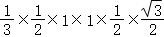 1/3 × 1/2 × 1 × 1 × 1/2 × √3/2